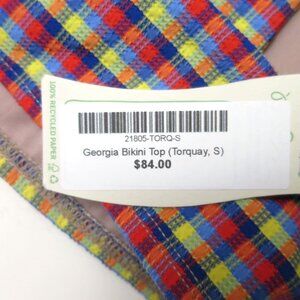 100% RECYCLED PAPER
21805-TORQ-S
Georgia Bikini Top (Torquay, S)
$84.00